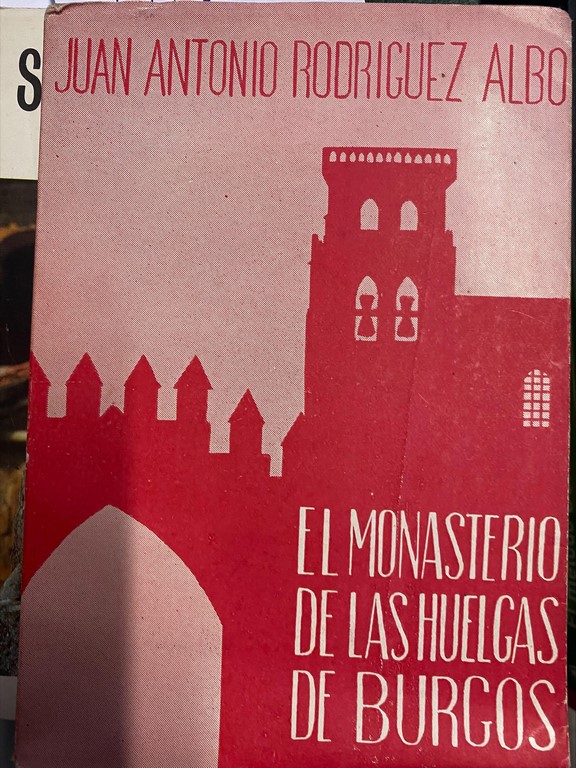 JUAN ANTONIO RODRIGUEZ ALBO
S
EL MONASTERIO
DE LAS HUELGAS
DE BURGOS